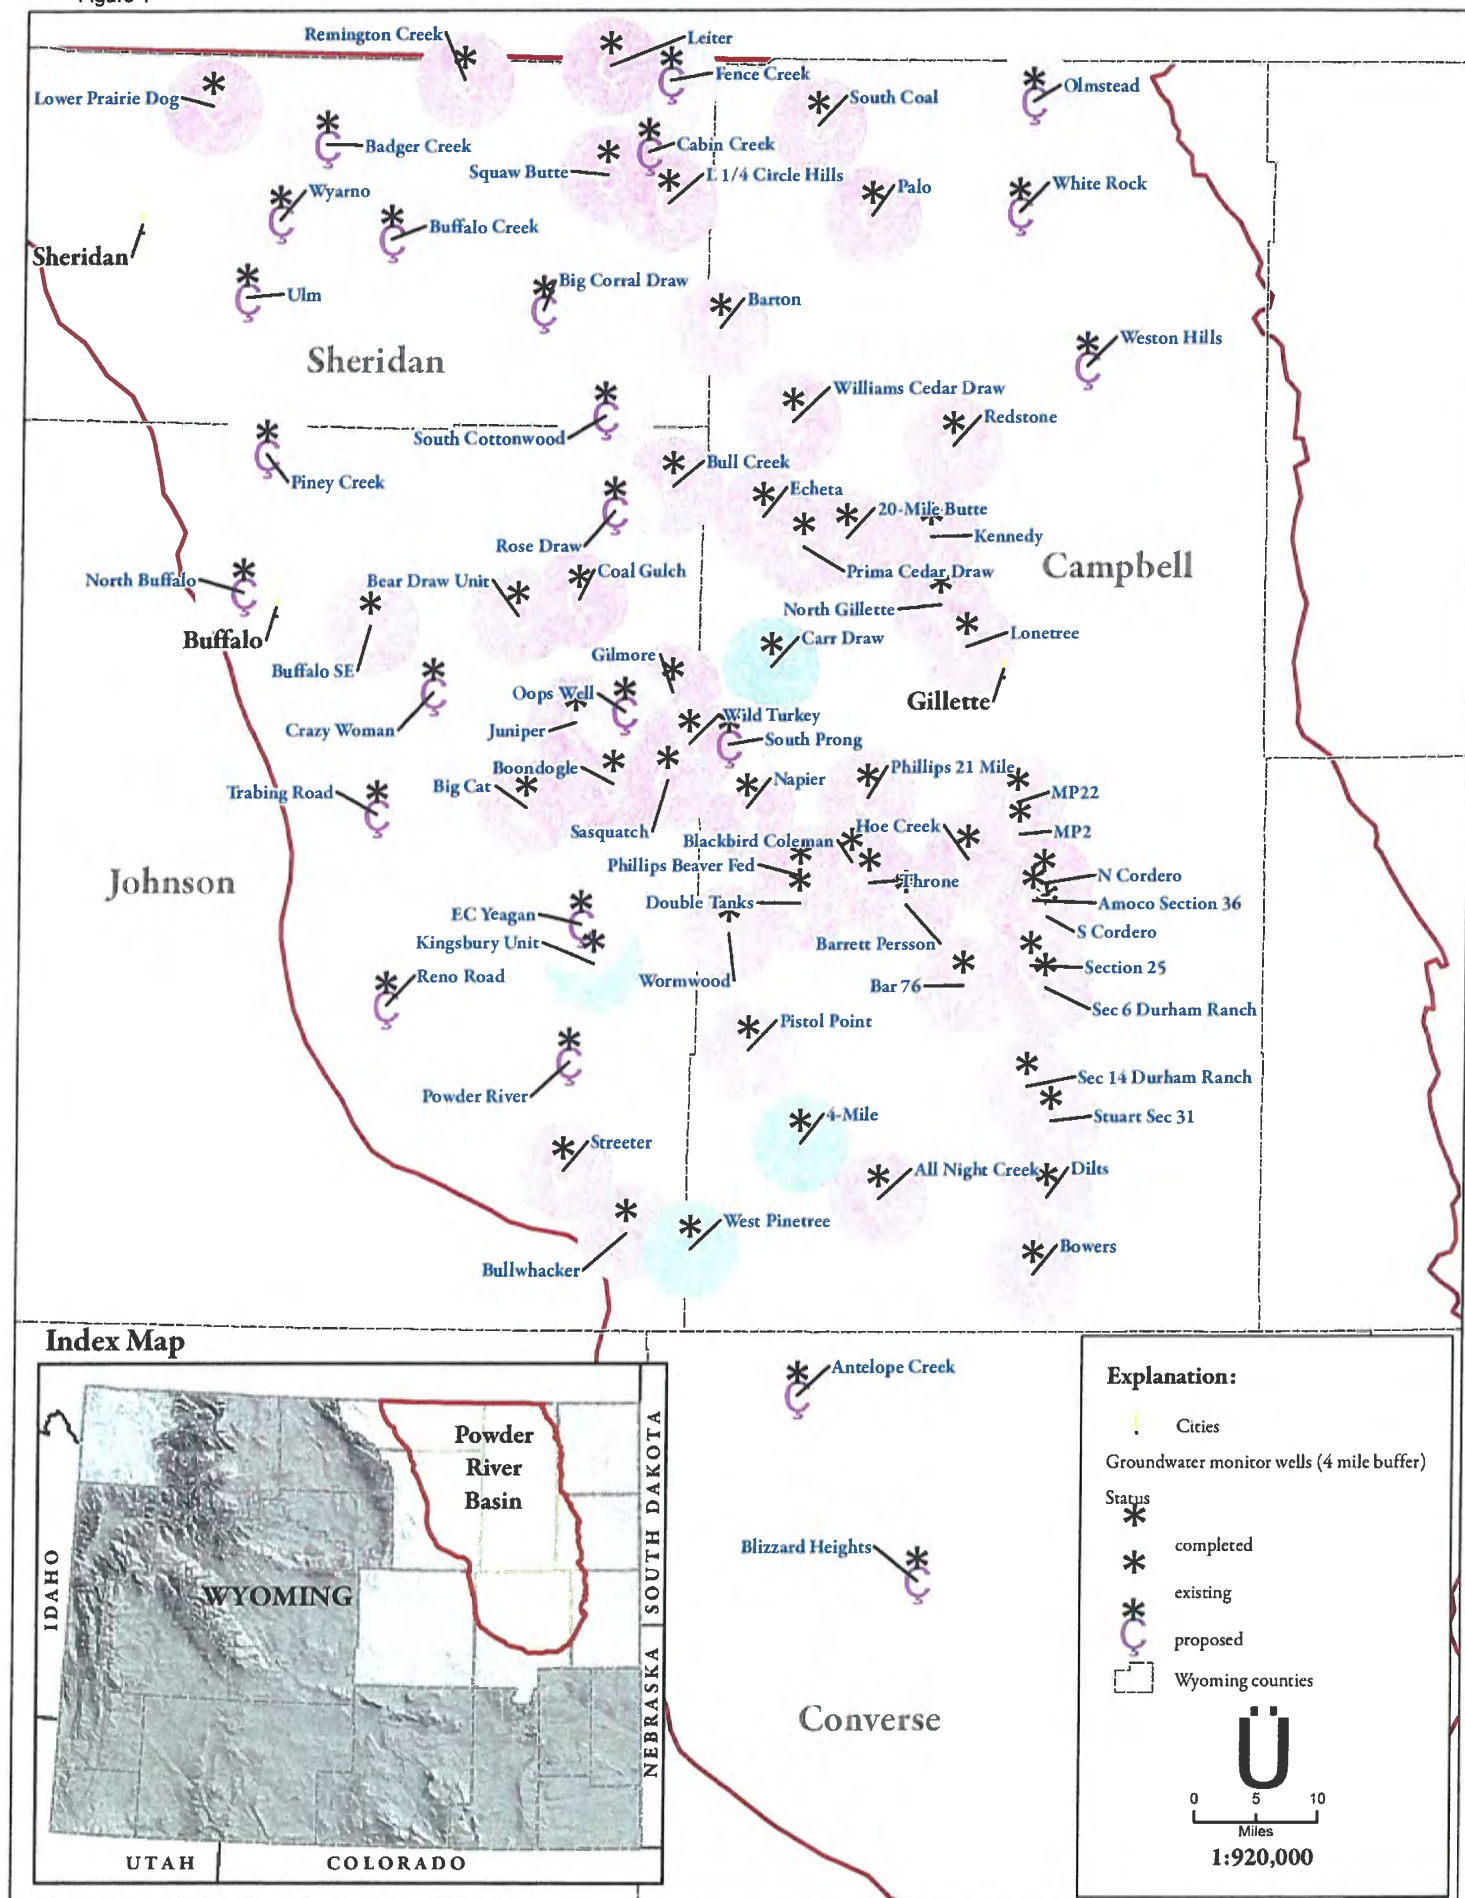 Remington Creek
Leiter
Fence Creek
Lower Prairie Dog
South Coal
Olmstead
Badger Creek
Cabin Creek
Squaw Butte
L 1/4 Circle Hills
Wyarno
Palo
White Rock
Buffalo Creek
Sheridan
Ulm
Big Corral Draw
Barton
Sheridan
Weston Hills
Williams Cedar Draw
Redstone
South Cottonwood
Piney Creek
Bull Creek
Echeta
20-Mile Butte
Kennedy
Rose Draw
Campbell
North Buffalo
Bear Draw Unit
Coal Gulch
Prima Cedar Draw
North Gillette
Buffalo
Lonetree
Carr Draw
Gilmore
Buffalo SE
Oops Well
Gillette
Wild Turkey
Crazy Woman
Juniper
South Prong
Boondogle
Phillips 21 Mile
Trabing Road
Big Cat
Napier
MP22
Sasquatch
Hoe Creek
MP2
Blackbird Coleman
Phillips Beaver Fed
Johnson
Throne
N Cordero
Double Tanks
Amoco Section 36
EC Yeagan
S Cordero
Kingsbury Unit
Barrett Persson
Section 25
Reno Road
Wormwood
Bar 76
Sec 6 Durham Ranch
Pistol Point
Sec 14 Durham Ranch
Powder River
4-Mile
Stuart Sec 31
Streeter
All Night Creek
Dilts
West Pinetree
Bowers
Bullwhacker
Index Map
Antelope Creek
Blizzard Heights
Converse
Powder
River
Basin
WYOMING
IDAHO
SOUTH DAKOTA
NEBRASKA
UTAH
COLORADO
Explanation:
Cities
Groundwater monitor wells (4 mile buffer)
Status
completed
existing
proposed
Wyoming counties
Ü
0 5 10
Miles
1:920,000